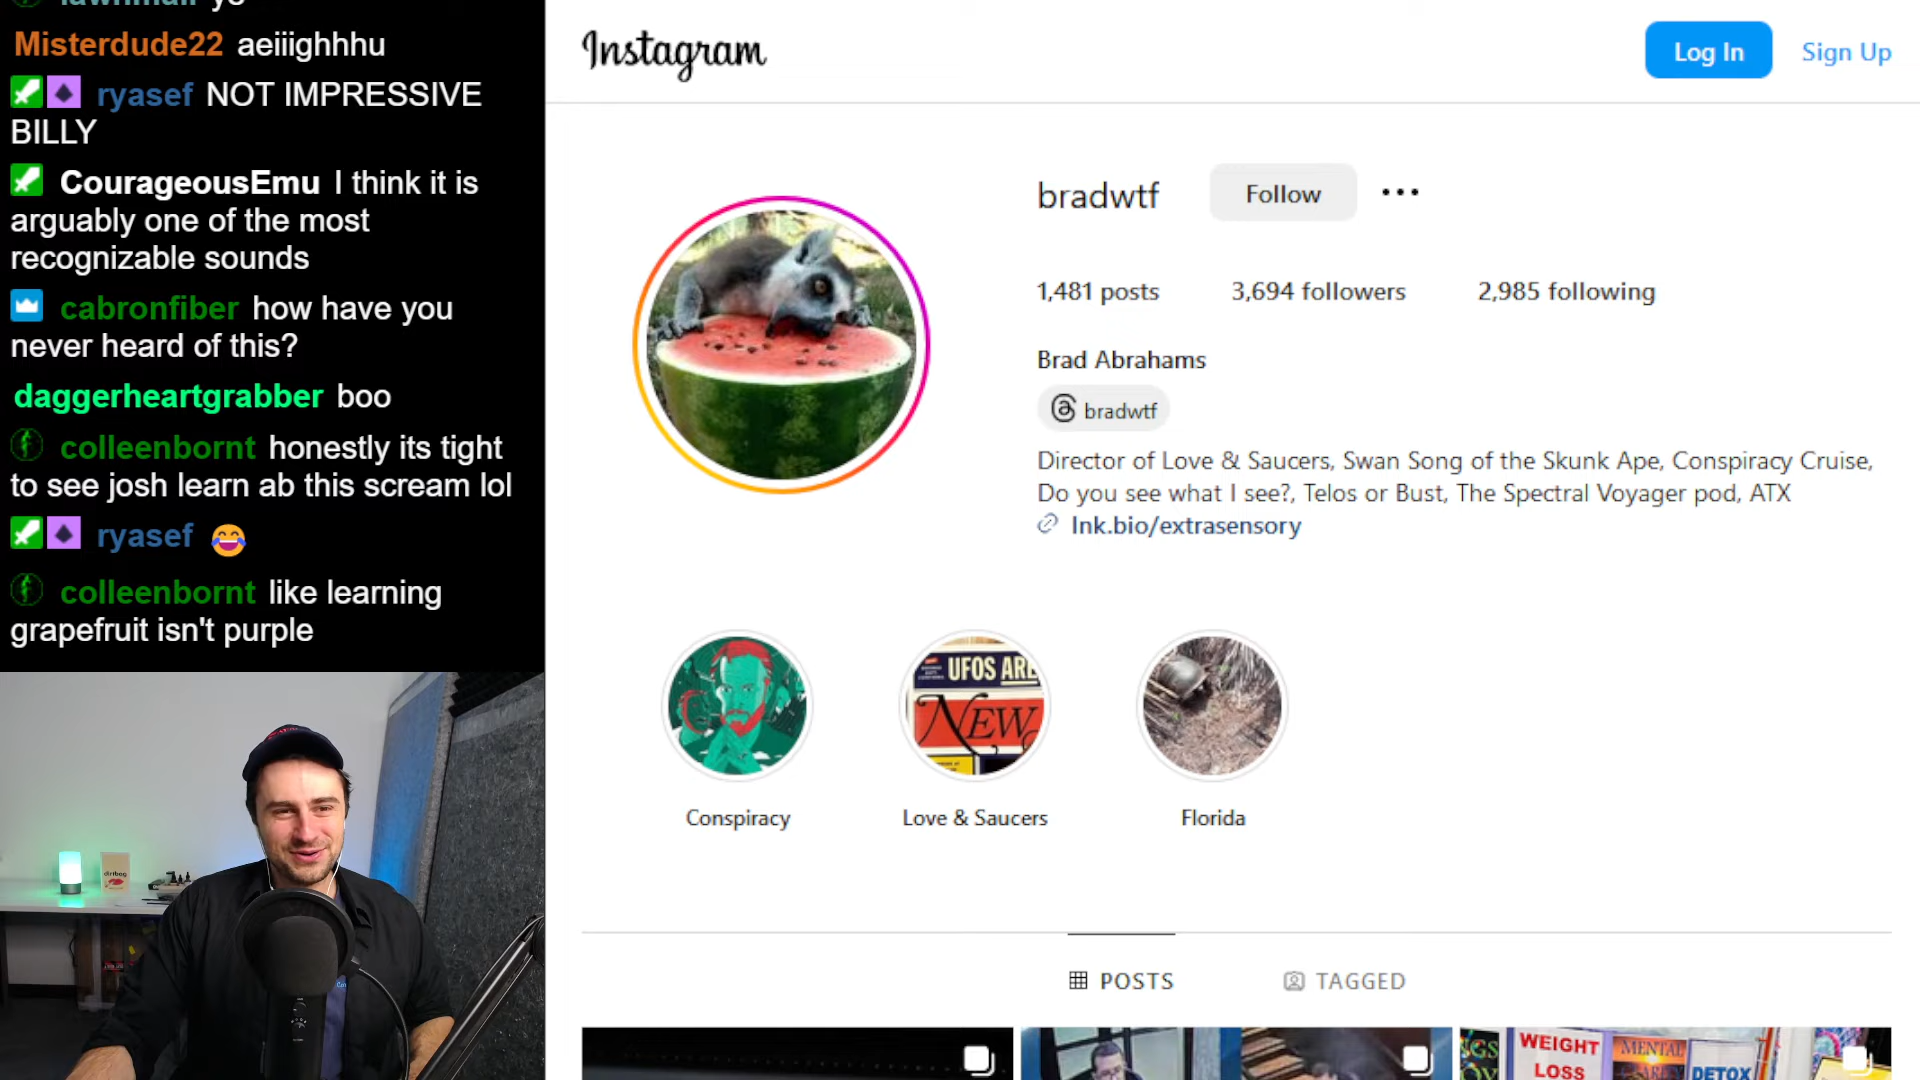 Misterdude22 aeiiighhhu
ryasef NOT IMPRESSIVE
BILLY
CourageousEmu I think it is
arguably one of the most
recognizable sounds
cabronfiber how have you
never heard of this?
daggerheartgrabber boo
colleenbornt honestly its tight
to see josh learn ab this scream lol
ryasef 😂
colleenbornt like learning
grapefruit isn't purple
dirtbag
Instagram
Log In
Sign Up
bradwtf
Follow
1,481 posts
3,694 followers
2,985 following
Brad Abrahams
bradwtf
Director of Love & Saucers, Swan Song of the Skunk Ape, Conspiracy Cruise,
Do you see what I see?, Telos or Bust, The Spectral Voyager pod, ATX
lnk.bio/extrasensory
UFOS ARE
NEW
Conspiracy
Love & Saucers
Florida
POSTS
TAGGED
WEIGHT
LOSS
MENTAL
DETOX